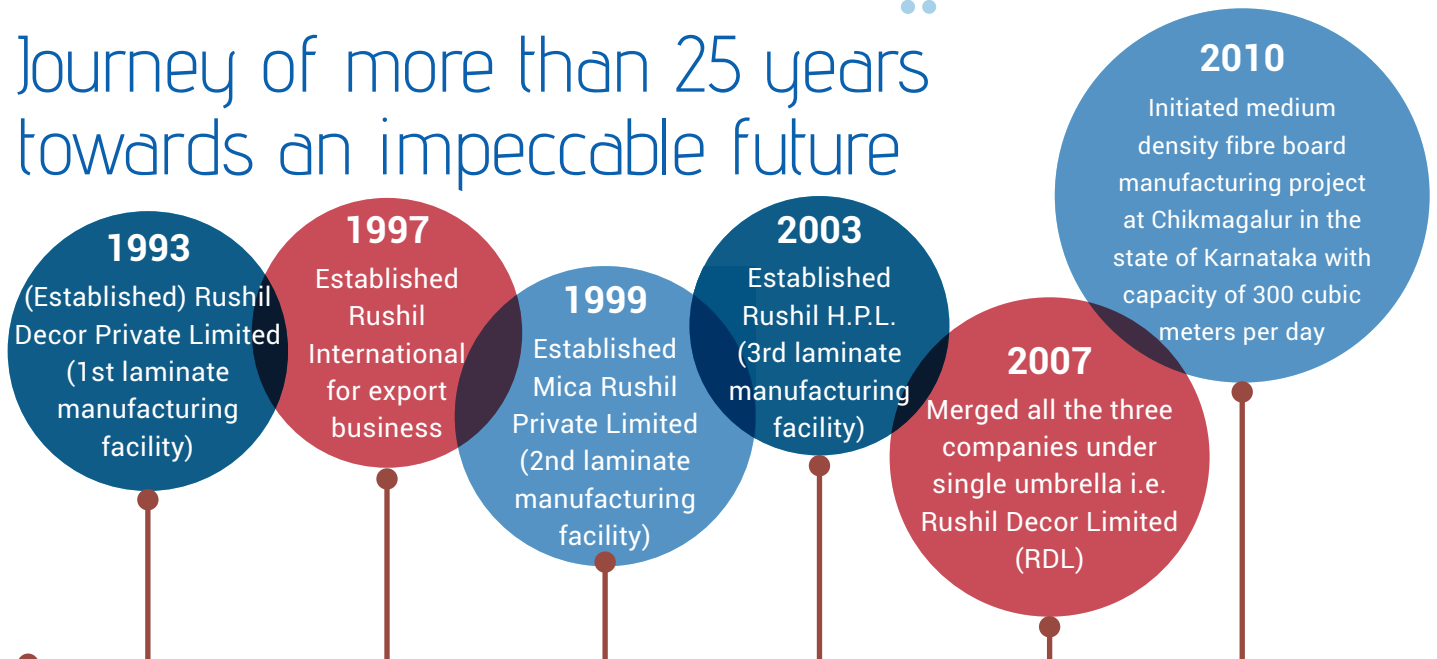 Journey of more than 25 years
towards an impeccable future
1993
(Established) Rushil
Decor Private Limited
(1st laminate
manufacturing
facility)
1997
Established
Rushil
International
for export
business
1999
Established
Mica Rushil
Private Limited
(2nd laminate
manufacturing
facility)
2003
Established
Rushil H.P.L.
(3rd laminate
manufacturing
facility)
2007
Merged all the three
companies under
single umbrella i.e.
Rushil Decor Limited
(RDL)
2010
Initiated medium
density fibre board
manufacturing project
at Chikmagalur in the
state of Karnataka with
capacity of 300 cubic
meters per day